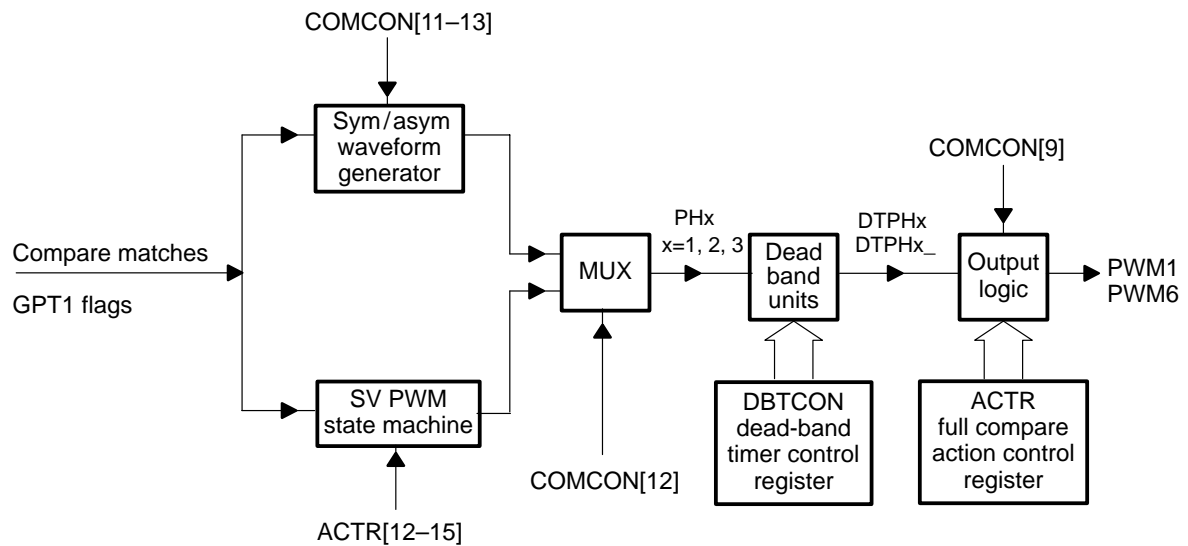 COMCON[11–13]
Sym/asym
waveform
generator
COMCON[9]
PHx
x=1, 2, 3
DTPHx
DTPHx_
Compare matches
GPT1 flags
MUX
Dead
band
units
Output
logic
PWM1
PWM6
SV PWM
state machine
DBTCON
dead-band
timer control
register
ACTR
full compare
action control
register
COMCON[12]
ACTR[12–15]